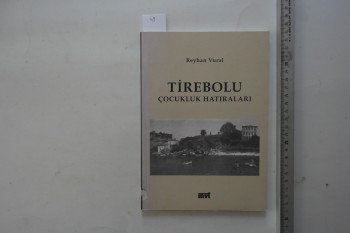 Reyhan Vural
TİREBOLU
ÇOCUKLUK HATIRALARI